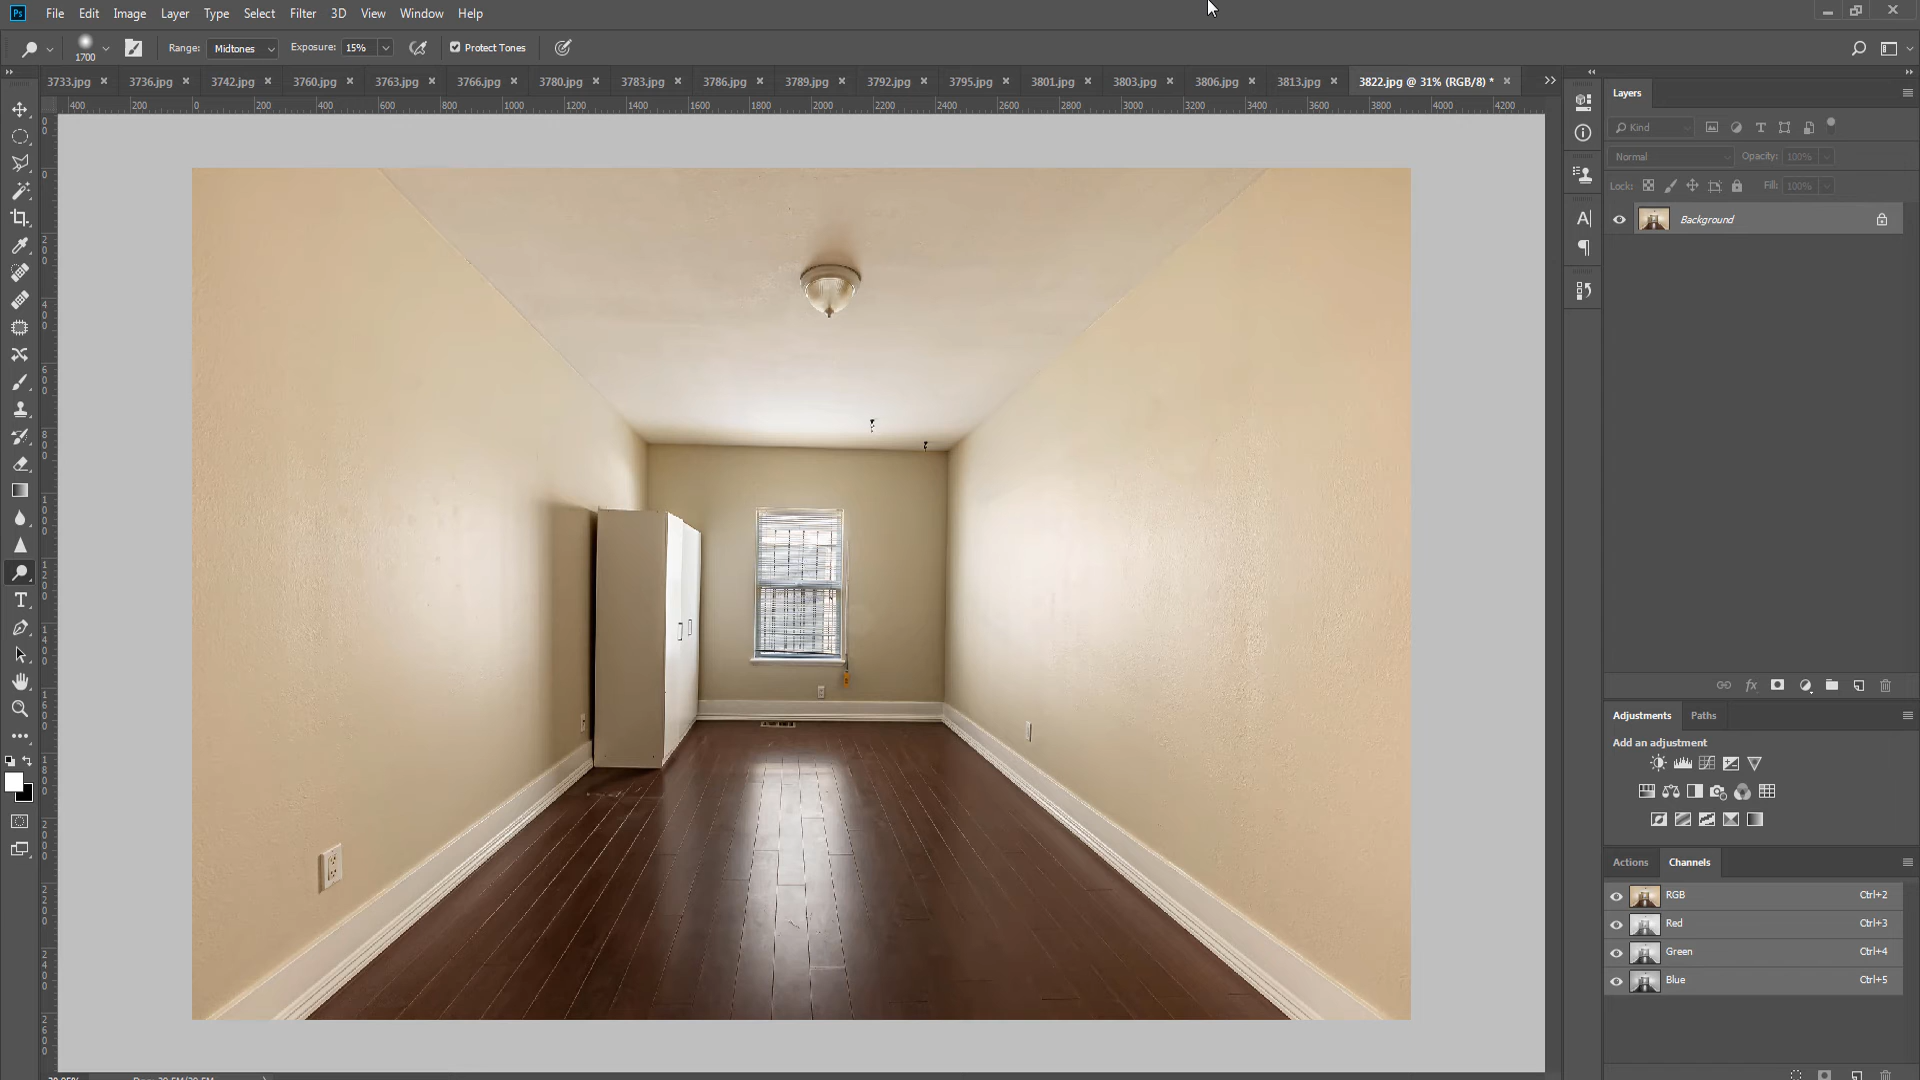 Ps File Edit Image Layer Type Select Filter 3D View Window Help
1700 Range: Midtones Exposure: 15% Protect Tones
3733.jpg 3736.jpg 3742.jpg 3760.jpg 3763.jpg 3766.jpg 3780.jpg 3783.jpg 3786.jpg 3789.jpg 3792.jpg 3795.jpg 3801.jpg 3803.jpg 3806.jpg 3813.jpg 3822.jpg @ 31% (RGB/8) *
400 200 0 200 400 600 800 1000 1200 1400 1600 1800 2000 2200 2400 2600 2800 3000 3200 3400 3600 3800 4000 4200
Layers
Kind
Normal Opacity: 100%
Lock: Fill: 100%
Background
Adjustments Paths
Add an adjustment
Actions Channels
RGB Ctrl+2
Red Ctrl+3
Green Ctrl+4
Blue Ctrl+5